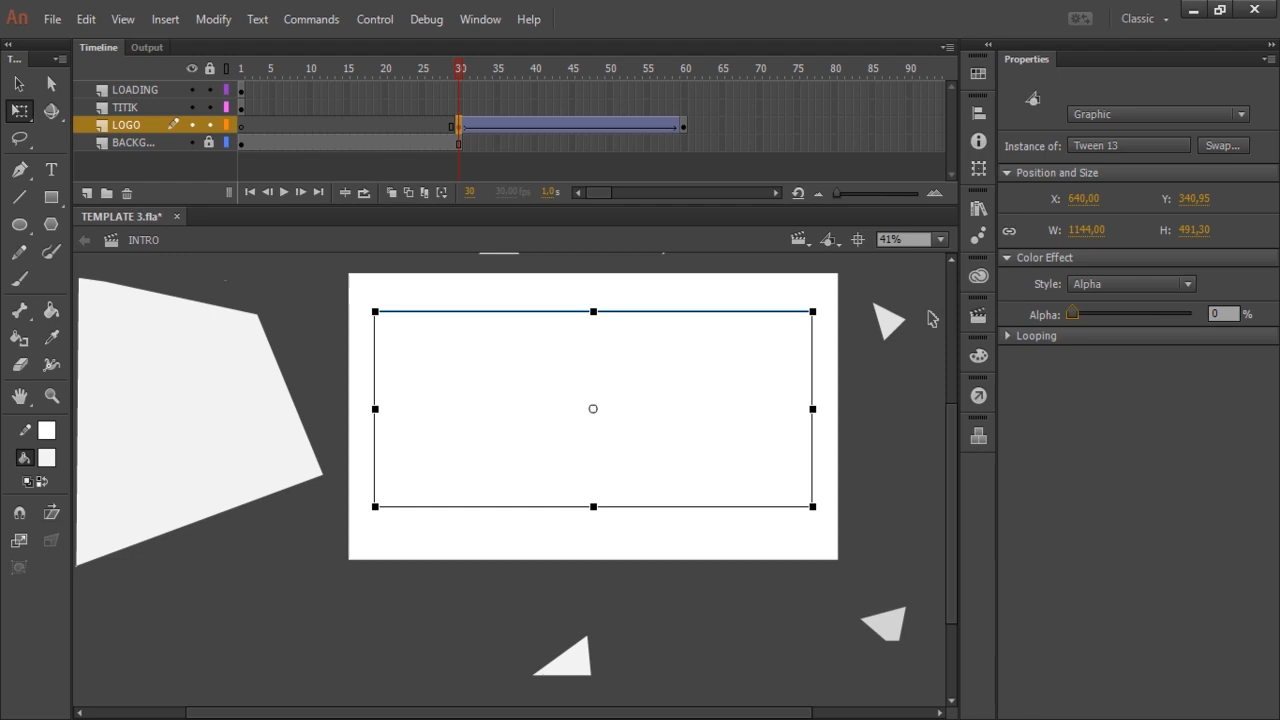 An File Edit View Insert Modify Text Commands Control Debug Window Help Classic
Timeline Output
1 5 10 15 20 25 30 35 40 45 50 55 60 65 70 75 80 85 90
LOADING
TITIK
LOGO
BACKG...
30 30,00 fps 1,0 s
TEMPLATE 3.fla* ×
INTRO 41%
T...
Properties
Graphic
Instance of: Tween 13 Swap...
Position and Size
X: 640,00 Y: 340,95
W: 1144,00 H: 491,30
Color Effect
Style: Alpha
Alpha: 0 %
Looping